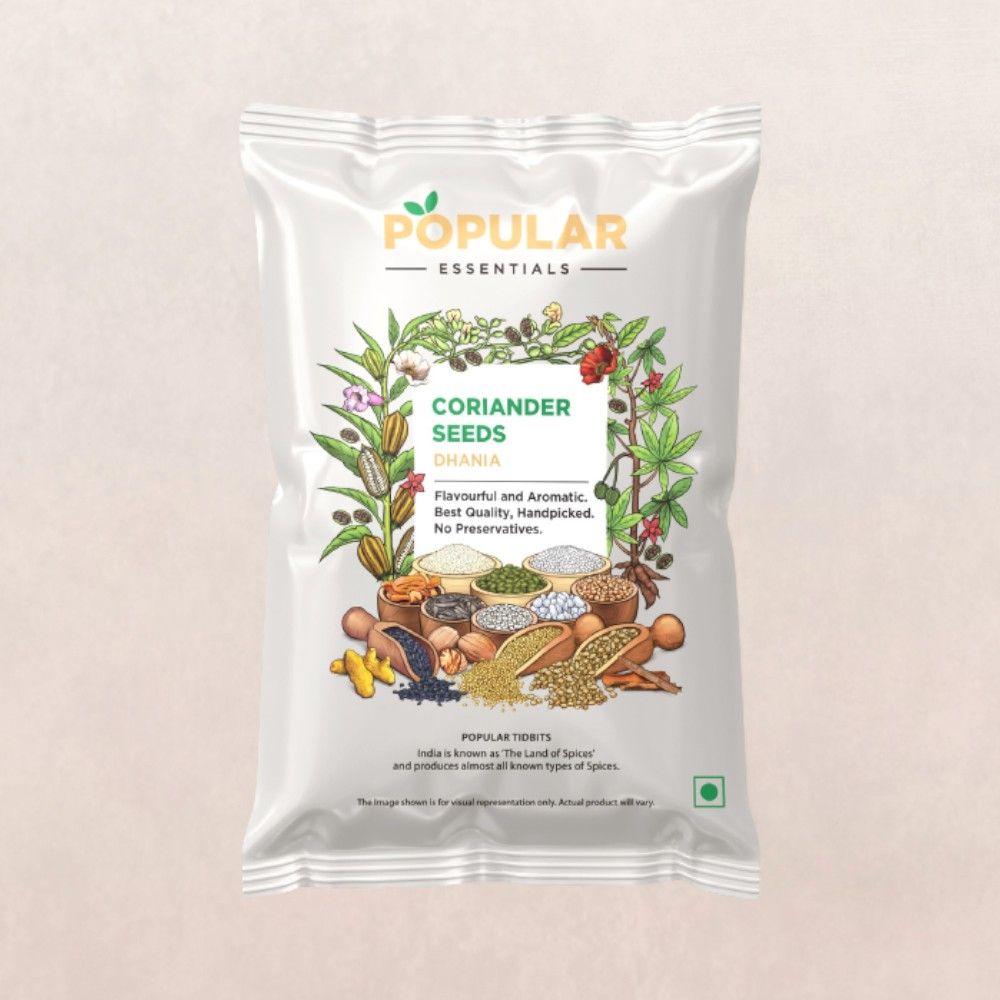 POPULAR
ESSENTIALS
CORIANDER
SEEDS
DHANIA
Flavourful and Aromatic.
Best Quality, Handpicked.
No Preservatives.
POPULAR TIDBITS
India is known as 'The Land of Spices'
and produces almost all known types of Spices.
The image shown is for visual representation only. Actual product will vary.